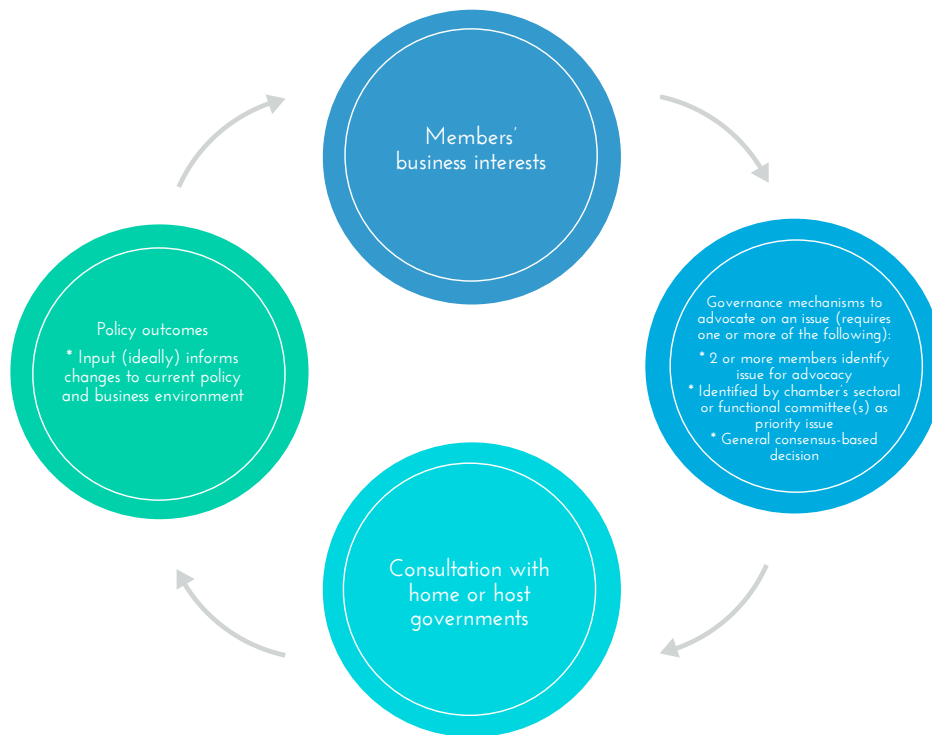 Members'
business interests
Governance mechanisms to
advocate on an issue (requires
one or more of the following):
* 2 or more members identify
issue for advocacy
* Identified by chamber's sectoral
or functional committee(s) as
priority issue
* General consensus-based
decision
Consultation with
home or host
governments
Policy outcomes
* Input (ideally) informs
changes to current policy
and business environment